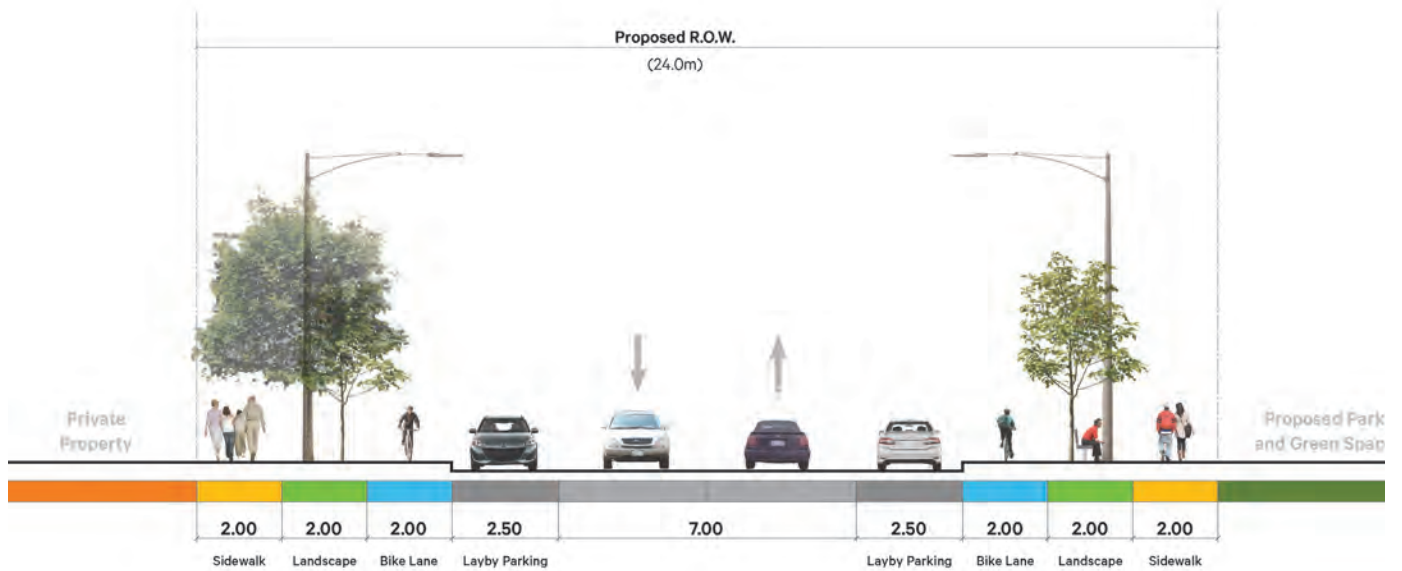 Proposed R.O.W.
(24.0m)
Private
Property
Proposed Park
and Green Spac
2.00
2.00
2.00
2.50
7.00
2.50
2.00
2.00
2.00
Sidewalk
Landscape
Bike Lane
Layby Parking
Layby Parking
Bike Lane
Landscape
Sidewalk